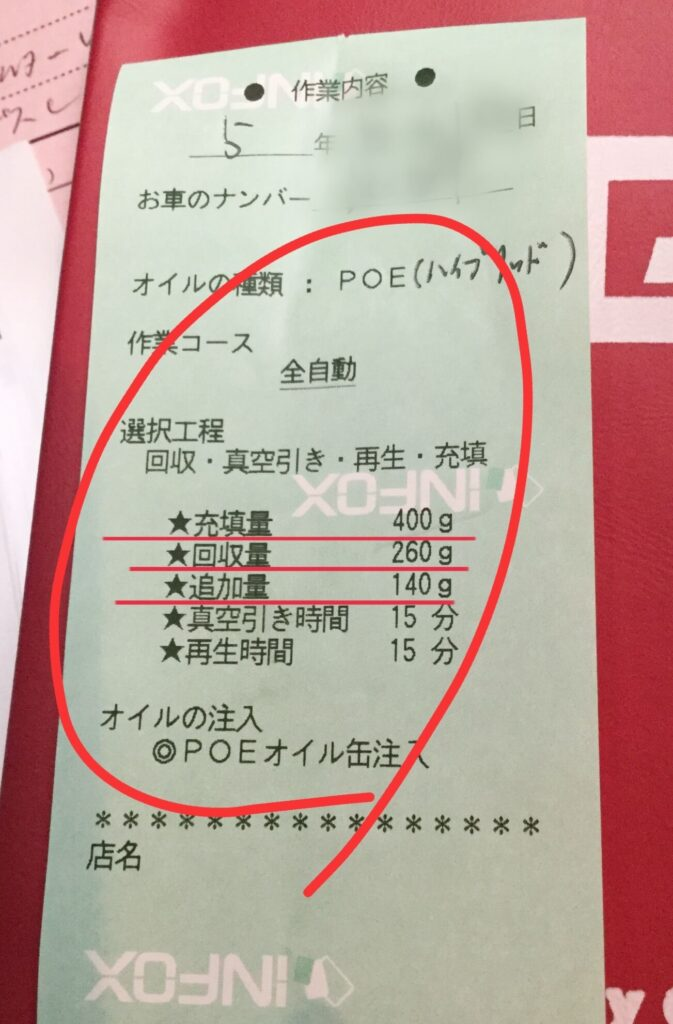 ● 作業内容 ●
5 年 日
お車のナンバー
オイルの種類 : POE(ハイブリッド)
作業コース
全自動
選択工程
回収・真空引き・再生・充填
★充填量 400g
★回収量 260g
★追加量 140g
★真空引き時間 15 分
★再生時間 15 分
オイルの注入
◎POEオイル缶注入
*****************
店名
INFOX
INFOX
INFOX